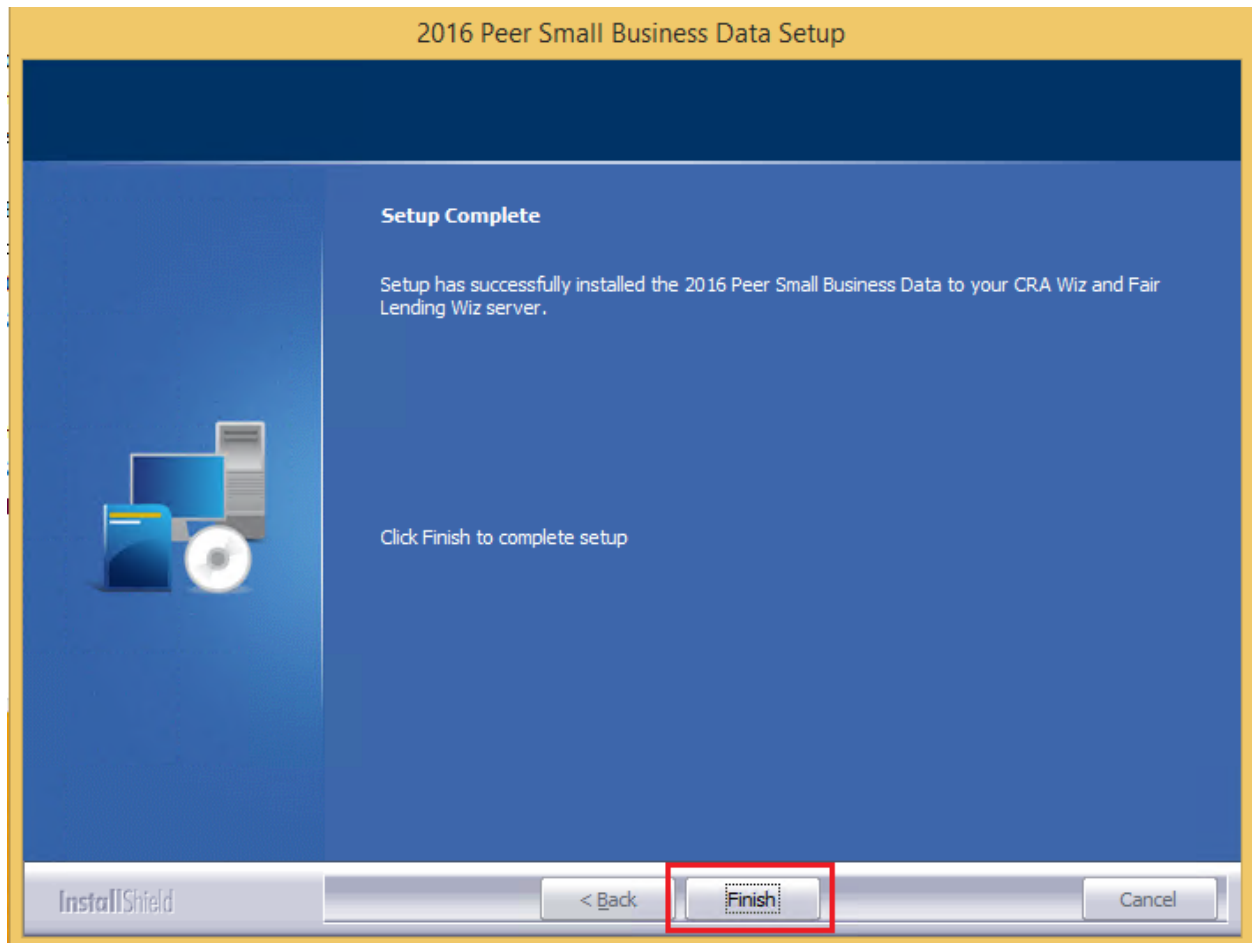 2016 Peer Small Business Data Setup
Setup Complete
Setup has successfully installed the 2016 Peer Small Business Data to your CRA Wiz and Fair
Lending Wiz server.
Click Finish to complete setup
InstallShield
< Back
Finish
Cancel